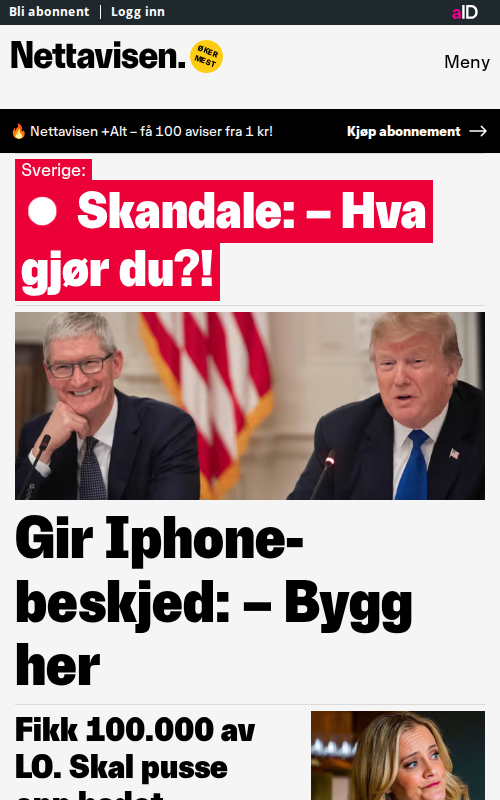 Bli abonnent
Logg inn
aID
Nettavisen.
ØKER
MEST
Meny
Nettavisen +Alt – få 100 aviser fra 1 kr!
Kjøp abonnement
Sverige:
Skandale: – Hva
gjør du?!
Gir Iphone-
beskjed: – Bygg
her
Fikk 100.000 av
LO. Skal pusse